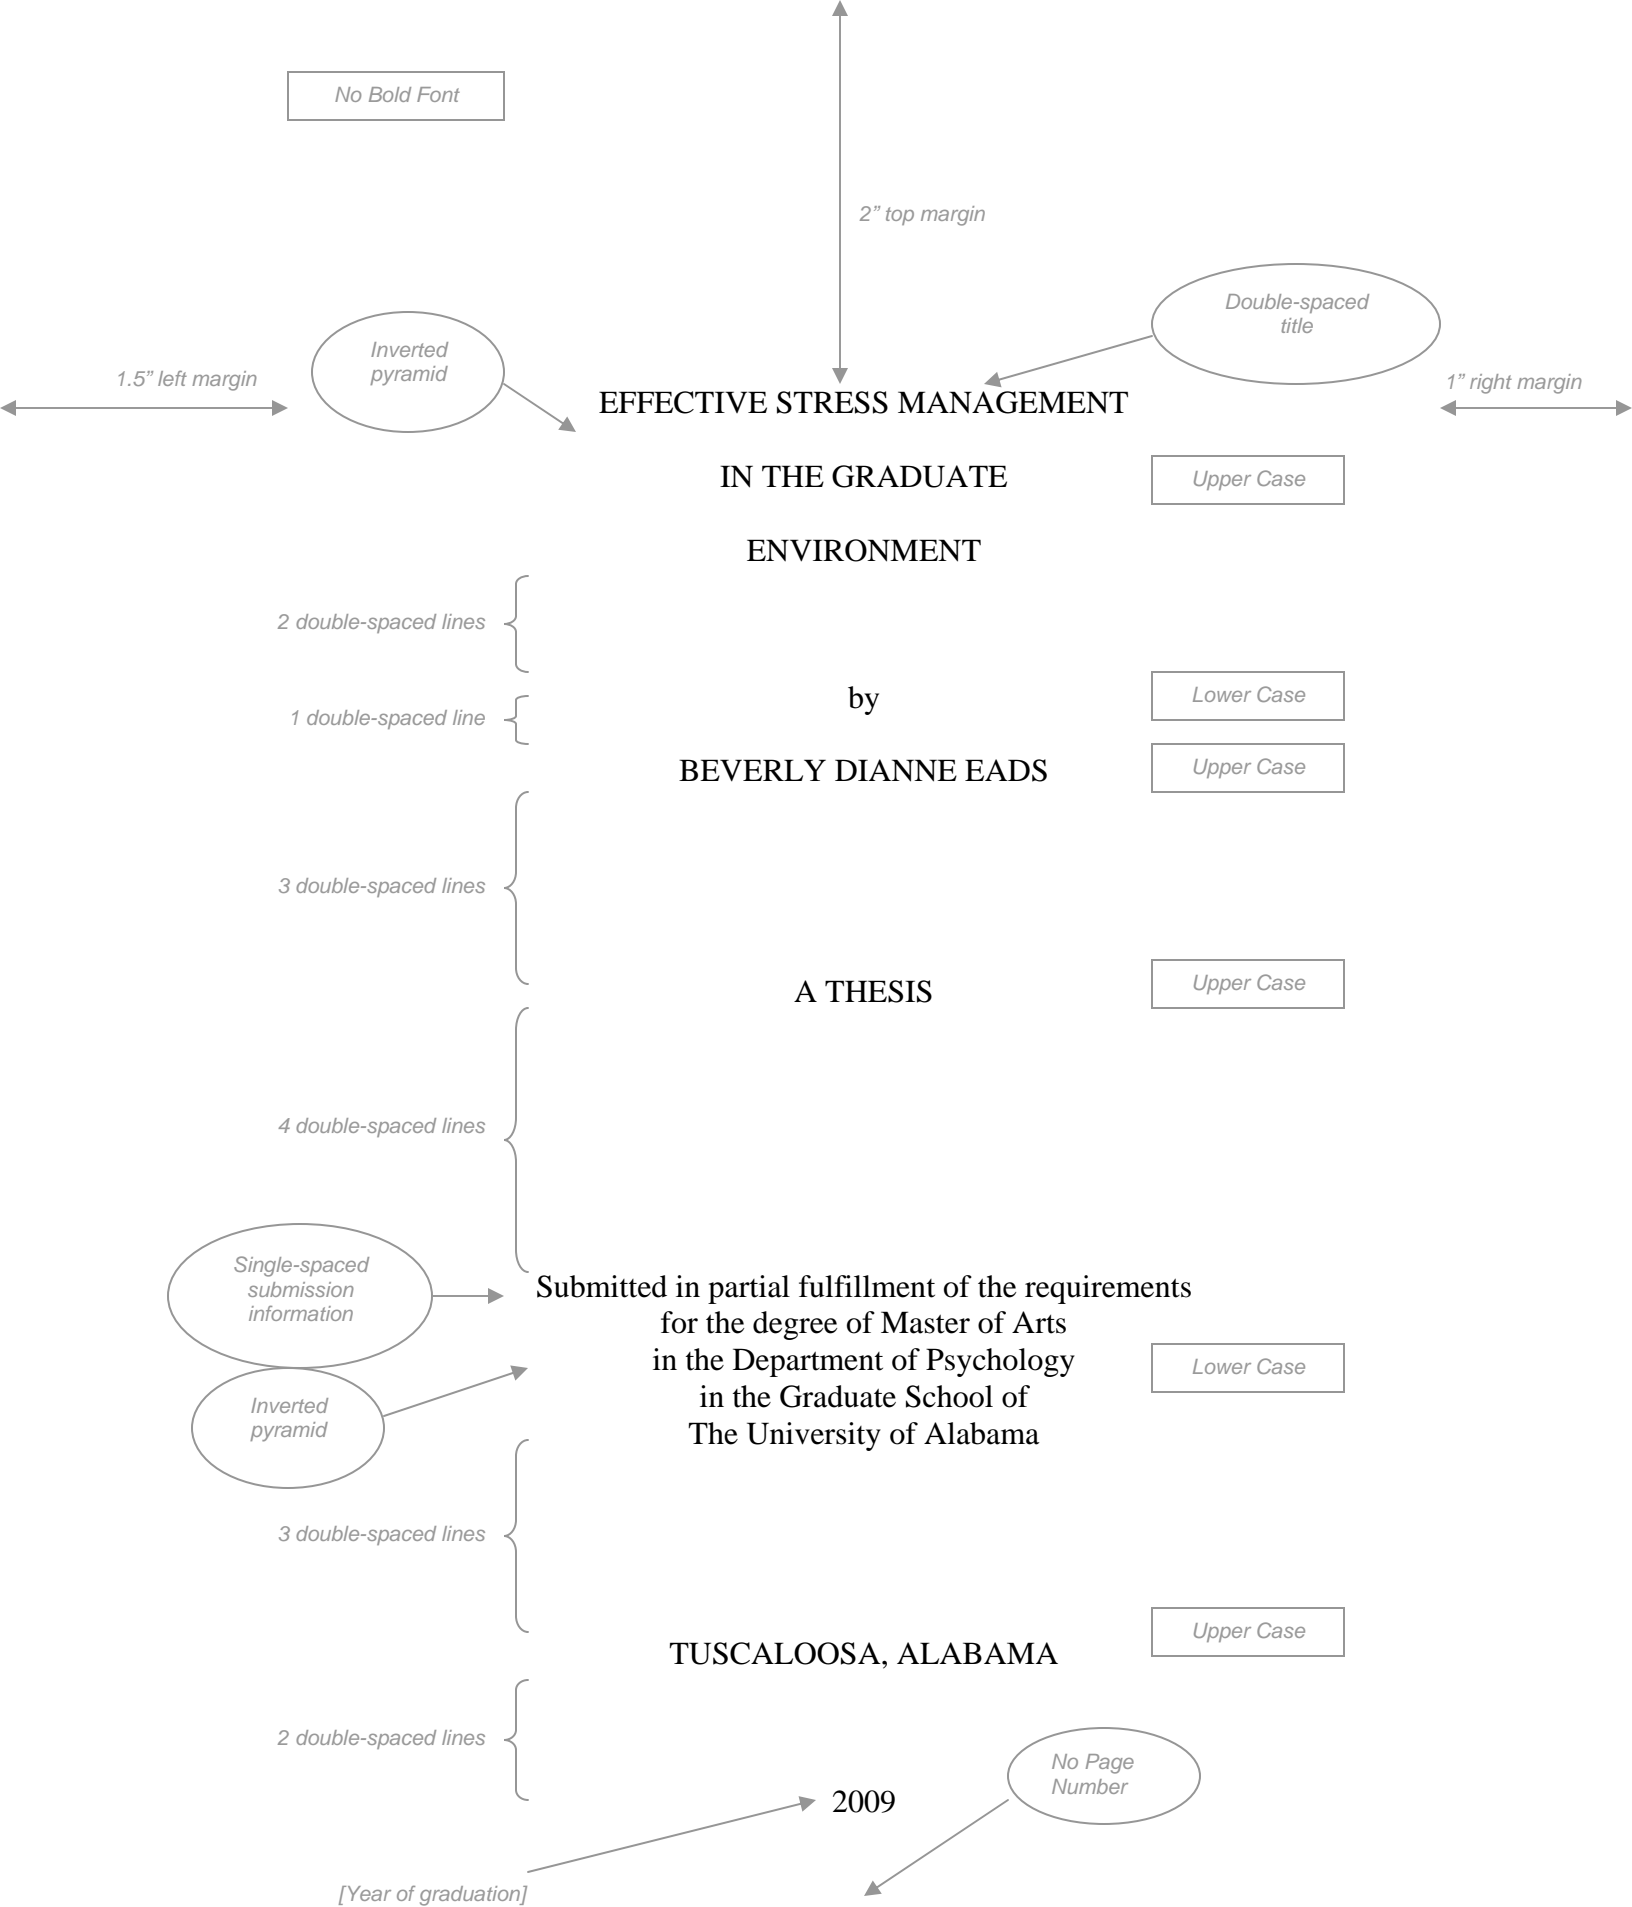 No Bold Font
2” top margin
Double-spaced
title
Inverted
pyramid
1.5” left margin
1” right margin
EFFECTIVE STRESS MANAGEMENT
IN THE GRADUATE
Upper Case
ENVIRONMENT
2 double-spaced lines
by
Lower Case
1 double-spaced line
BEVERLY DIANNE EADS
Upper Case
3 double-spaced lines
A THESIS
Upper Case
4 double-spaced lines
Single-spaced
submission
information
Submitted in partial fulfillment of the requirements
for the degree of Master of Arts
in the Department of Psychology
in the Graduate School of
The University of Alabama
Lower Case
Inverted
pyramid
3 double-spaced lines
Upper Case
TUSCALOOSA, ALABAMA
2 double-spaced lines
No Page
Number
2009
[Year of graduation]